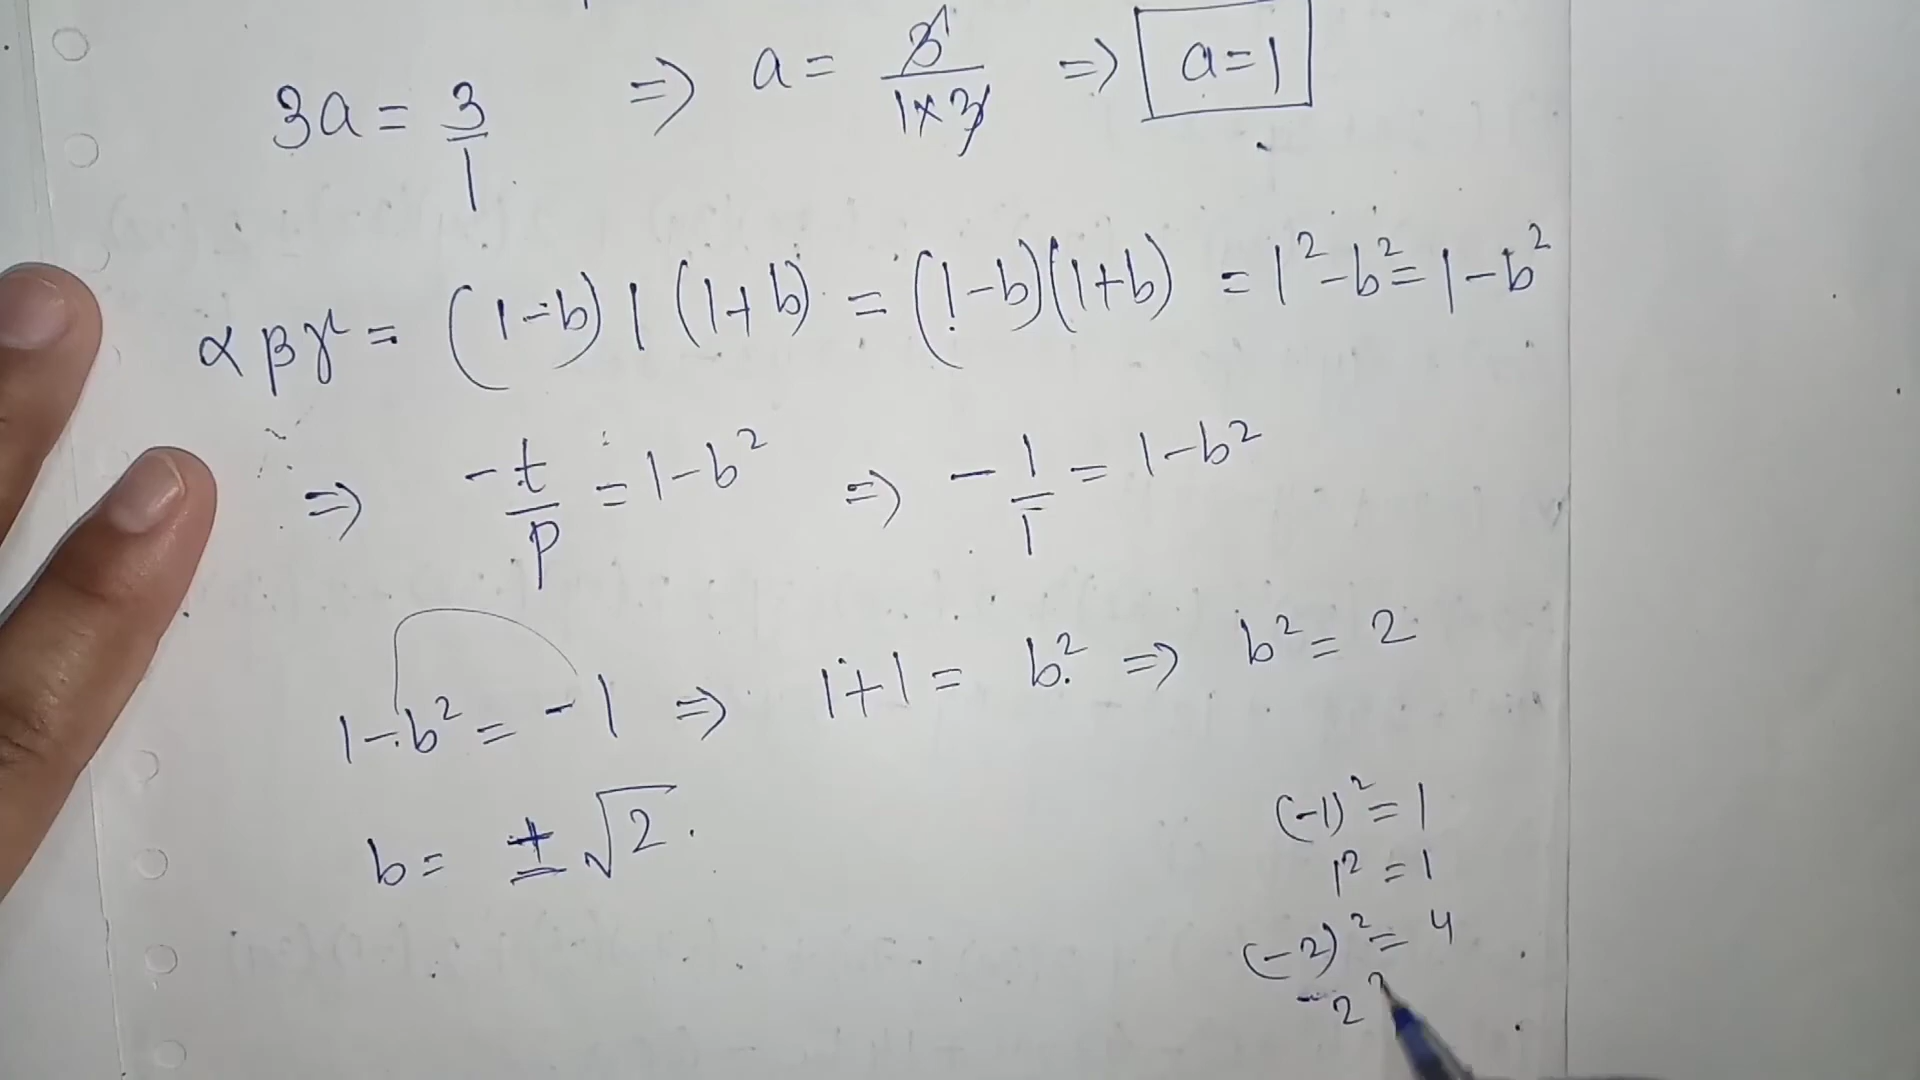 3a = 3/1 ⇒ a = 3/(1×3) ⇒ a=1
αβγ = (1-b) 1 (1+b) = (1-b)(1+b) = 1²-b² = 1-b²
⇒ -t/p = 1-b² ⇒ -1/1 = 1-b²
1-b² = -1 ⇒ 1+1 = b² ⇒ b² = 2
b = ±√2.
(-1)² = 1
1² = 1
(-2)² = 4
2²